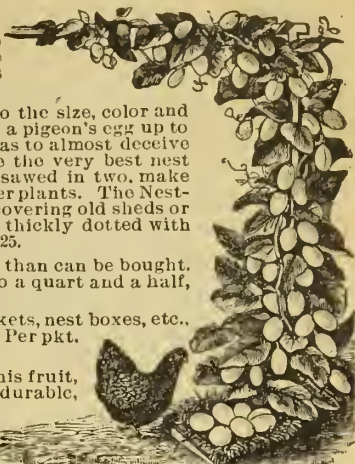 o the size, color and
a pigeon's egg up to
as to almost deceive
e the very best nest
sawed in two, make
er plants. The Nest-
overing old sheds or
thickly dotted with
25.
than can be bought.
o a quart and a half,
kets, nest boxes, etc.,
Per pkt.
his fruit,
durable,